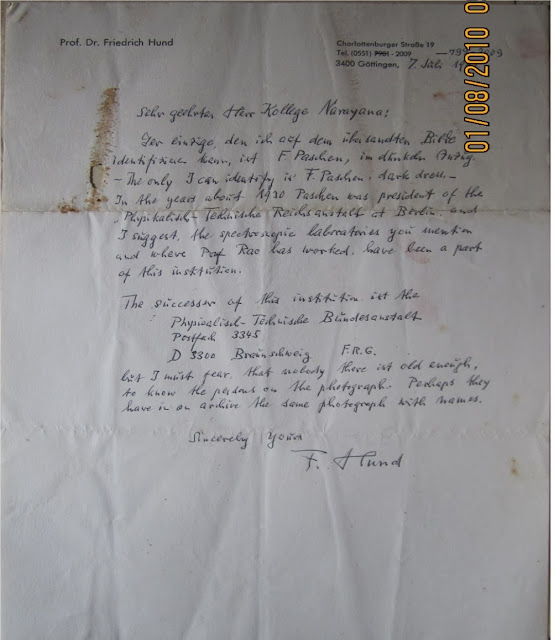 Prof. Dr. Friedrich Hund
Charlottenburger Straße 19
Tel. (0551) 7901 - 2009
3400 Göttingen, 7. Juli
01/08/2010 0
Sehr geehrter Herr Kollege Narayana:
Der einzige, den ich auf dem übersandten Bilde
identifizieren kann, ist F. Paschen, im dunklen Anzug.
– The only I can identify is F. Paschen, dark dress. –
In the years about 1930 Paschen was president of the
Physikalisch-Technische Reichsanstalt at Berlin, and
I suggest, the spectroscopic labratories you mention
and where Prof Rao has worked, have been a part
of this institution.
The successor of this institution ist the
Physicalisch-Technische Bundesanstalt
Postfach 3345
D 3300 Braunschweig F.R.G.
but I must fear, that nobody there ist old enough,
to know the persons on the photograph. Perhaps they
have in an archive the same photograph with names.
Sincerely Yours
F. Hund